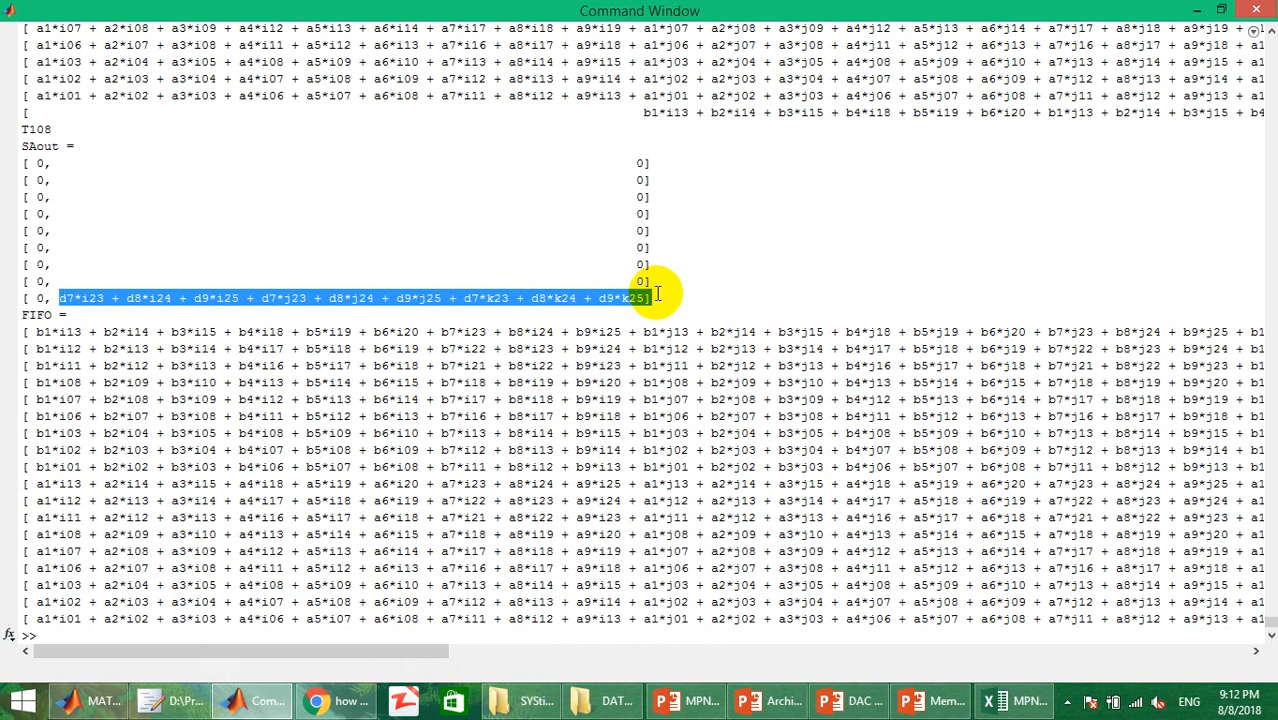 Command Window
[ a1*i07 + a2*i08 + a3*i09 + a4*i12 + a5*i13 + a6*i14 + a7*i17 + a8*i18 + a9*i19 + a1*j07 + a2*j08 + a3*j09 + a4*j12 + a5*j13 + a6*j14 + a7*j17 + a8*j18 + a9*j19 +
[ a1*i06 + a2*i07 + a3*i08 + a4*i11 + a5*i12 + a6*i13 + a7*i16 + a8*i17 + a9*i18 + a1*j06 + a2*j07 + a3*j08 + a4*j11 + a5*j12 + a6*j13 + a7*j16 + a8*j17 + a9*j18 + a1
[ a1*i03 + a2*i04 + a3*i05 + a4*i08 + a5*i09 + a6*i10 + a7*i13 + a8*i14 + a9*i15 + a1*j03 + a2*j04 + a3*j05 + a4*j08 + a5*j09 + a6*j10 + a7*j13 + a8*j14 + a9*j15 + a1
[ a1*i02 + a2*i03 + a3*i04 + a4*i07 + a5*i08 + a6*i09 + a7*i12 + a8*i13 + a9*i14 + a1*j02 + a2*j03 + a3*j04 + a4*j07 + a5*j08 + a6*j09 + a7*j12 + a8*j13 + a9*j14 + a1
[ a1*i01 + a2*i02 + a3*i03 + a4*i06 + a5*i07 + a6*i08 + a7*i11 + a8*i12 + a9*i13 + a1*j01 + a2*j02 + a3*j03 + a4*j06 + a5*j07 + a6*j08 + a7*j11 + a8*j12 + a9*j13 + a1
[ b1*i13 + b2*i14 + b3*i15 + b4*i18 + b5*i19 + b6*i20 + b1*j13 + b2*j14 + b3*j15 + b4
T108
SAout =
[ 0, 0]
[ 0, 0]
[ 0, 0]
[ 0, 0]
[ 0, 0]
[ 0, 0]
[ 0, 0]
[ 0, 0]
[ 0, d7*i23 + d8*i24 + d9*i25 + d7*j23 + d8*j24 + d9*j25 + d7*k23 + d8*k24 + d9*k25]
FIFO =
[ b1*i13 + b2*i14 + b3*i15 + b4*i18 + b5*i19 + b6*i20 + b7*i23 + b8*i24 + b9*i25 + b1*j13 + b2*j14 + b3*j15 + b4*j18 + b5*j19 + b6*j20 + b7*j23 + b8*j24 + b9*j25 + b1
[ b1*i12 + b2*i13 + b3*i14 + b4*i17 + b5*i18 + b6*i19 + b7*i22 + b8*i23 + b9*i24 + b1*j12 + b2*j13 + b3*j14 + b4*j17 + b5*j18 + b6*j19 + b7*j22 + b8*j23 + b9*j24 + b1
[ b1*i11 + b2*i12 + b3*i13 + b4*i16 + b5*i17 + b6*i18 + b7*i21 + b8*i22 + b9*i23 + b1*j11 + b2*j12 + b3*j13 + b4*j16 + b5*j17 + b6*j18 + b7*j21 + b8*j22 + b9*j23 + b1
[ b1*i08 + b2*i09 + b3*i10 + b4*i13 + b5*i14 + b6*i15 + b7*i18 + b8*i19 + b9*i20 + b1*j08 + b2*j09 + b3*j10 + b4*j13 + b5*j14 + b6*j15 + b7*j18 + b8*j19 + b9*j20 + b1
[ b1*i07 + b2*i08 + b3*i09 + b4*i12 + b5*i13 + b6*i14 + b7*i17 + b8*i18 + b9*i19 + b1*j07 + b2*j08 + b3*j09 + b4*j12 + b5*j13 + b6*j14 + b7*j17 + b8*j18 + b9*j19 + b1
[ b1*i06 + b2*i07 + b3*i08 + b4*i11 + b5*i12 + b6*i13 + b7*i16 + b8*i17 + b9*i18 + b1*j06 + b2*j07 + b3*j08 + b4*j11 + b5*j12 + b6*j13 + b7*j16 + b8*j17 + b9*j18 + b1
[ b1*i03 + b2*i04 + b3*i05 + b4*i08 + b5*i09 + b6*i10 + b7*i13 + b8*i14 + b9*i15 + b1*j03 + b2*j04 + b3*j05 + b4*j08 + b5*j09 + b6*j10 + b7*j13 + b8*j14 + b9*j15 + b1
[ b1*i02 + b2*i03 + b3*i04 + b4*i07 + b5*i08 + b6*i09 + b7*i12 + b8*i13 + b9*i14 + b1*j02 + b2*j03 + b3*j04 + b4*j07 + b5*j08 + b6*j09 + b7*j12 + b8*j13 + b9*j14 + b1
[ b1*i01 + b2*i02 + b3*i03 + b4*i06 + b5*i07 + b6*i08 + b7*i11 + b8*i12 + b9*i13 + b1*j01 + b2*j02 + b3*j03 + b4*j06 + b5*j07 + b6*j08 + b7*j11 + b8*j12 + b9*j13 + b1
[ a1*i13 + a2*i14 + a3*i15 + a4*i18 + a5*i19 + a6*i20 + a7*i23 + a8*i24 + a9*i25 + a1*j13 + a2*j14 + a3*j15 + a4*j18 + a5*j19 + a6*j20 + a7*j23 + a8*j24 + a9*j25 + a1
[ a1*i12 + a2*i13 + a3*i14 + a4*i17 + a5*i18 + a6*i19 + a7*i22 + a8*i23 + a9*i24 + a1*j12 + a2*j13 + a3*j14 + a4*j17 + a5*j18 + a6*j19 + a7*j22 + a8*j23 + a9*j24 + a1
[ a1*i11 + a2*i12 + a3*i13 + a4*i16 + a5*i17 + a6*i18 + a7*i21 + a8*i22 + a9*i23 + a1*j11 + a2*j12 + a3*j13 + a4*j16 + a5*j17 + a6*j18 + a7*j21 + a8*j22 + a9*j23 + a1
[ a1*i08 + a2*i09 + a3*i10 + a4*i13 + a5*i14 + a6*i15 + a7*i18 + a8*i19 + a9*i20 + a1*j08 + a2*j09 + a3*j10 + a4*j13 + a5*j14 + a6*j15 + a7*j18 + a8*j19 + a9*j20 + a1
[ a1*i07 + a2*i08 + a3*i09 + a4*i12 + a5*i13 + a6*i14 + a7*i17 + a8*i18 + a9*i19 + a1*j07 + a2*j08 + a3*j09 + a4*j12 + a5*j13 + a6*j14 + a7*j17 + a8*j18 + a9*j19 + a1
[ a1*i06 + a2*i07 + a3*i08 + a4*i11 + a5*i12 + a6*i13 + a7*i16 + a8*i17 + a9*i18 + a1*j06 + a2*j07 + a3*j08 + a4*j11 + a5*j12 + a6*j13 + a7*j16 + a8*j17 + a9*j18 + a1
[ a1*i03 + a2*i04 + a3*i05 + a4*i08 + a5*i09 + a6*i10 + a7*i13 + a8*i14 + a9*i15 + a1*j03 + a2*j04 + a3*j05 + a4*j08 + a5*j09 + a6*j10 + a7*j13 + a8*j14 + a9*j15 + a1
[ a1*i02 + a2*i03 + a3*i04 + a4*i07 + a5*i08 + a6*i09 + a7*i12 + a8*i13 + a9*i14 + a1*j02 + a2*j03 + a3*j04 + a4*j07 + a5*j08 + a6*j09 + a7*j12 + a8*j13 + a9*j14 + a1
[ a1*i01 + a2*i02 + a3*i03 + a4*i06 + a5*i07 + a6*i08 + a7*i11 + a8*i12 + a9*i13 + a1*j01 + a2*j02 + a3*j03 + a4*j06 + a5*j07 + a6*j08 + a7*j11 + a8*j12 + a9*j13 + a1
fx >>
MAT... D:\Pr... Com... how ... SYSti... DAT... MPN... Archi... DAC ... Mem... MPN... ENG 9:12 PM
8/8/2018